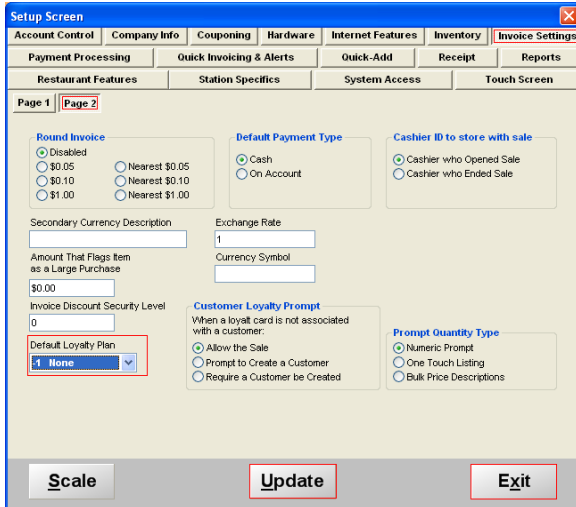 Setup Screen
Account Control Company Info Couponing Hardware Internet Features Inventory Invoice Settings
Payment Processing Quick Invoicing & Alerts Quick-Add Receipt Reports
Restaurant Features Station Specifics System Access Touch Screen
Page 1 Page 2
Round Invoice
Disabled
$0.05 Nearest $0.05
$0.10 Nearest $0.10
$1.00 Nearest $1.00
Default Payment Type
Cash
On Account
Cashier ID to store with sale
Cashier who Opened Sale
Cashier who Ended Sale
Secondary Currency Description
Exchange Rate
1
Amount That Flags Item
as a Large Purchase
$0.00
Currency Symbol
Invoice Discount Security Level
0
Default Loyalty Plan
-1 None
Customer Loyalty Prompt
When a loyalt card is not associated
with a customer:
Allow the Sale
Prompt to Create a Customer
Require a Customer be Created
Prompt Quantity Type
Numeric Prompt
One Touch Listing
Bulk Price Descriptions
Scale Update Exit